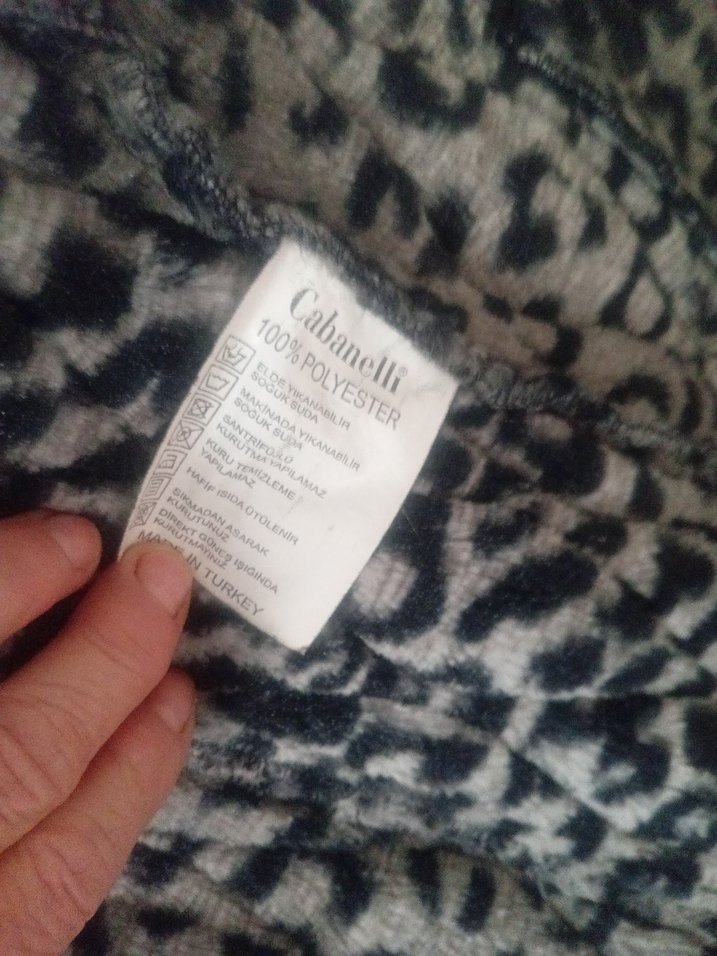 Cabanelli®
100% POLYESTER
ELDE YIKANABİLİR
SOĞUK SUDA
MAKİNADA YIKANABİLİR
SOĞUK SUDA
SANTRİFÜJLÜ
KURUTMA YAPILAMAZ
KURU TEMİZLEME
YAPILAMAZ
HAFİF ISIDA ÜTÜLENİR
SIKMADAN ASARAK
KURUTUNUZ
DİREKT GÜNEŞ IŞIĞINDA
KURUTMAYINIZ
MADE IN TURKEY